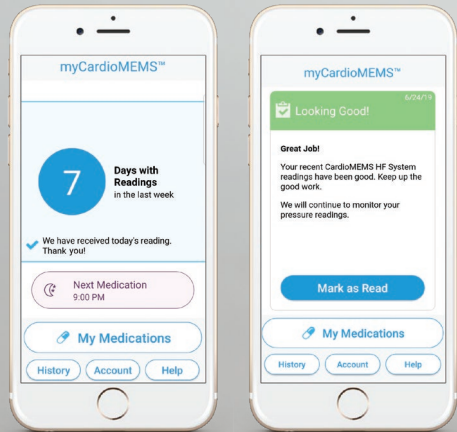 myCardioMEMS™
7
Days with
Readings
in the last week
We have received today's reading.
Thank you!
Next Medication
9:00 PM
My Medications
History
Account
Help
myCardioMEMS™
6/24/19
Looking Good!
Great Job!
Your recent CardioMEMS HF System
readings have been good. Keep up the
good work.
We will continue to monitor your
pressure readings.
Mark as Read
My Medications
History
Account
Help